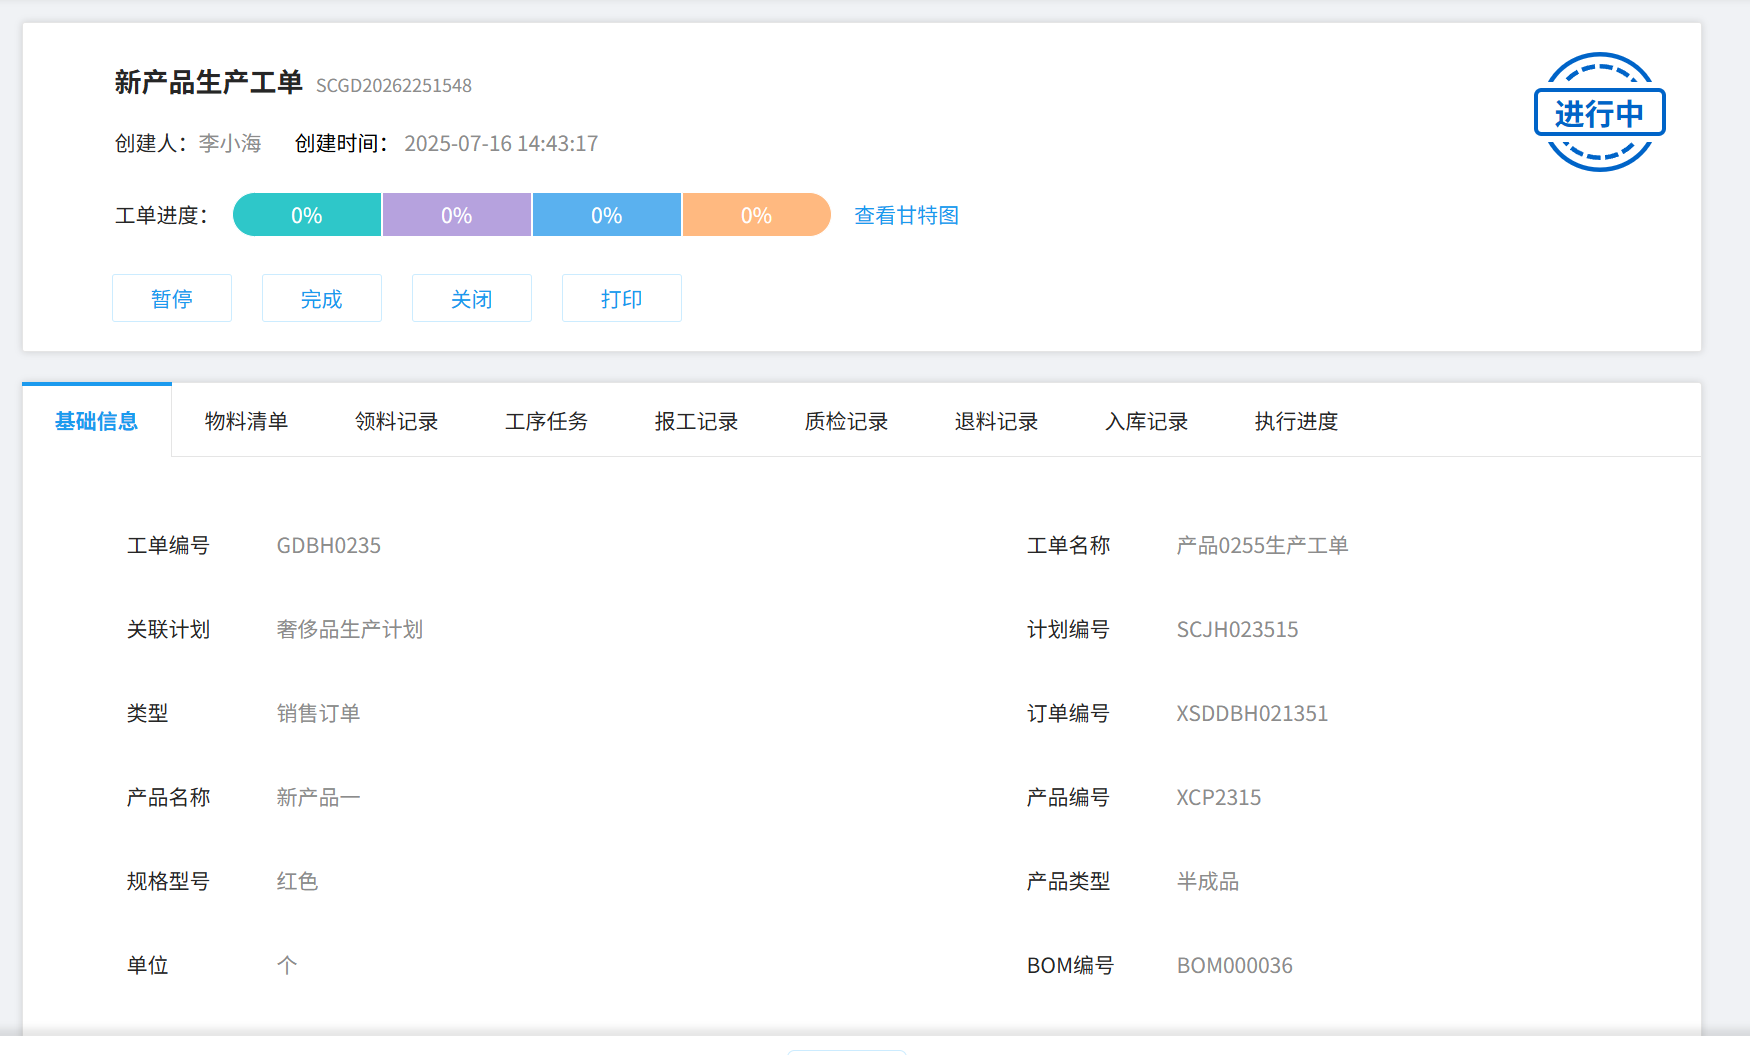 新产品生产工单 SCGD20262251548
进行中
创建人：李小海 创建时间： 2025-07-16 14:43:17
工单进度： 0% 0% 0% 0% 查看甘特图
暂停 完成 关闭 打印
基础信息 物料清单 领料记录 工序任务 报工记录 质检记录 退料记录 入库记录 执行进度
工单编号 GDBH0235 工单名称 产品0255生产工单
关联计划 奢侈品生产计划 计划编号 SCJH023515
类型 销售订单 订单编号 XSDDBH021351
产品名称 新产品一 产品编号 XCP2315
规格型号 红色 产品类型 半成品
单位 个 BOM编号 BOM000036